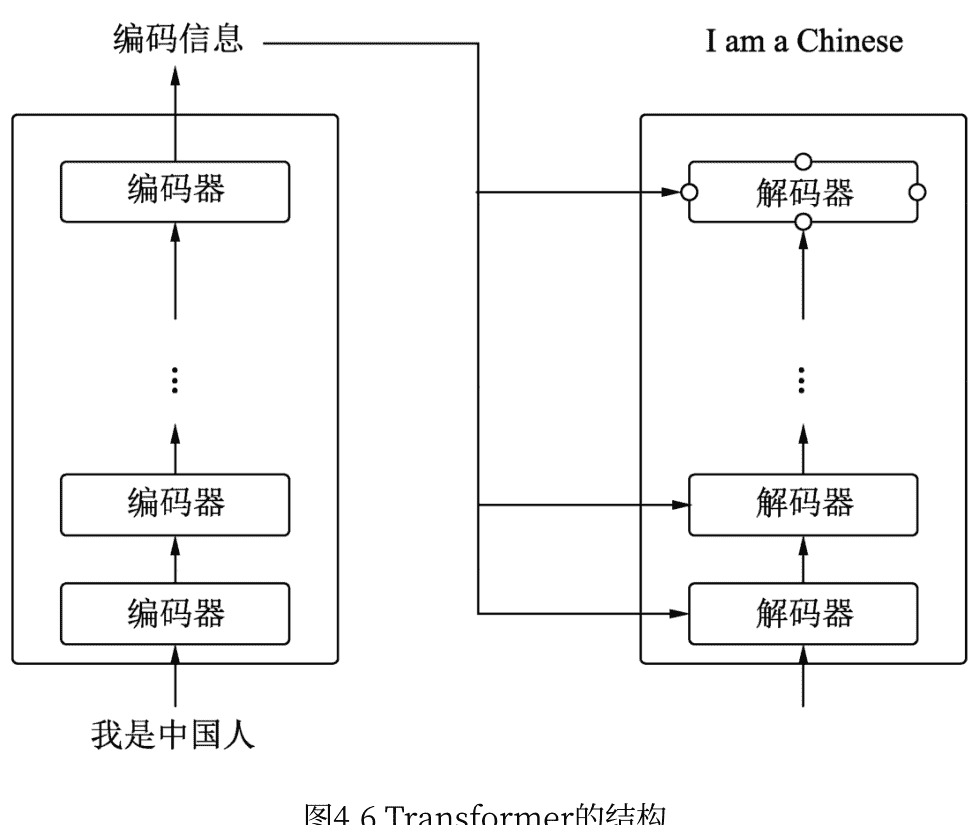 编码信息
I am a Chinese
编码器
解码器
编码器
解码器
编码器
解码器
我是中国人
图4.6 Transformer的结构